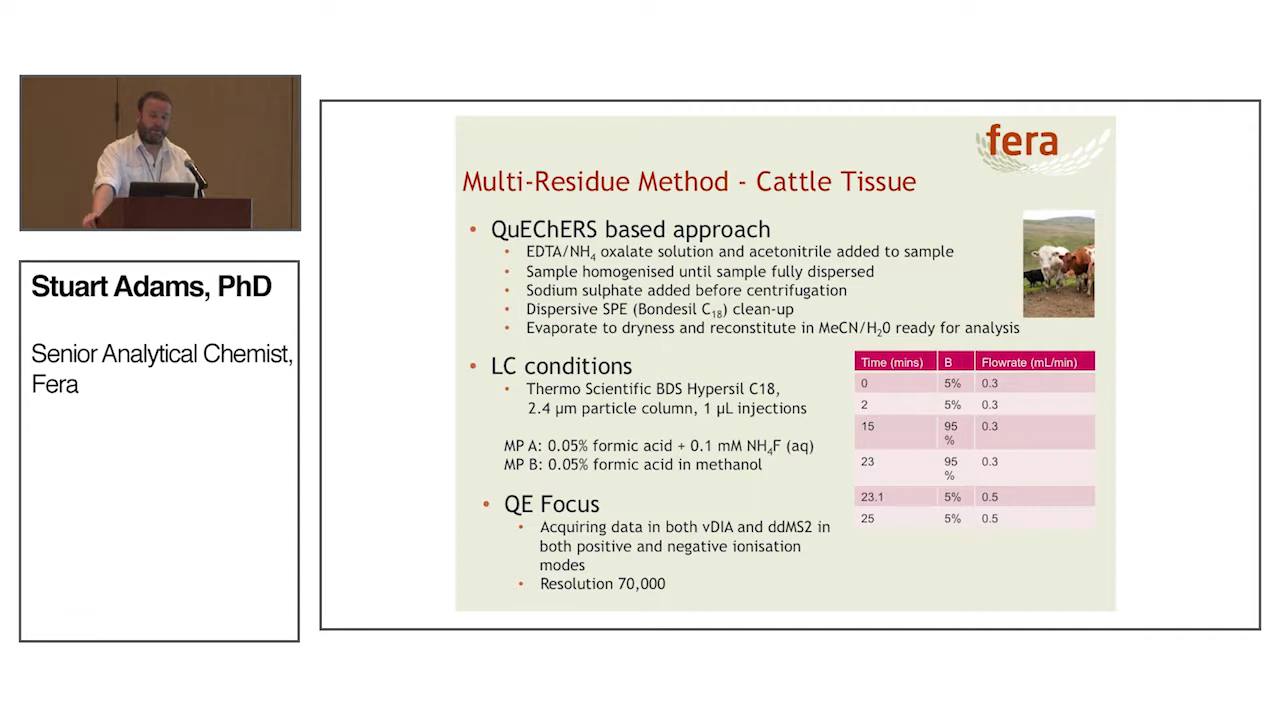 Stuart Adams, PhD
Senior Analytical Chemist,
Fera
fera
Multi-Residue Method - Cattle Tissue
• QuEChERS based approach
• EDTA/NH4 oxalate solution and acetonitrile added to sample
• Sample homogenised until sample fully dispersed
• Sodium sulphate added before centrifugation
• Dispersive SPE (Bondesil C18) clean-up
• Evaporate to dryness and reconstitute in MeCN/H20 ready for analysis
• LC conditions
• Thermo Scientific BDS Hypersil C18,
2.4 µm particle column, 1 µL injections
MP A: 0.05% formic acid + 0.1 mM NH4F (aq)
MP B: 0.05% formic acid in methanol
• QE Focus
• Acquiring data in both vDIA and ddMS2 in
both positive and negative ionisation
modes
• Resolution 70,000
Time (mins) B Flowrate (mL/min)
0 5% 0.3
2 5% 0.3
15 95 0.3
%
23 95 0.3
%
23.1 5% 0.5
25 5% 0.5